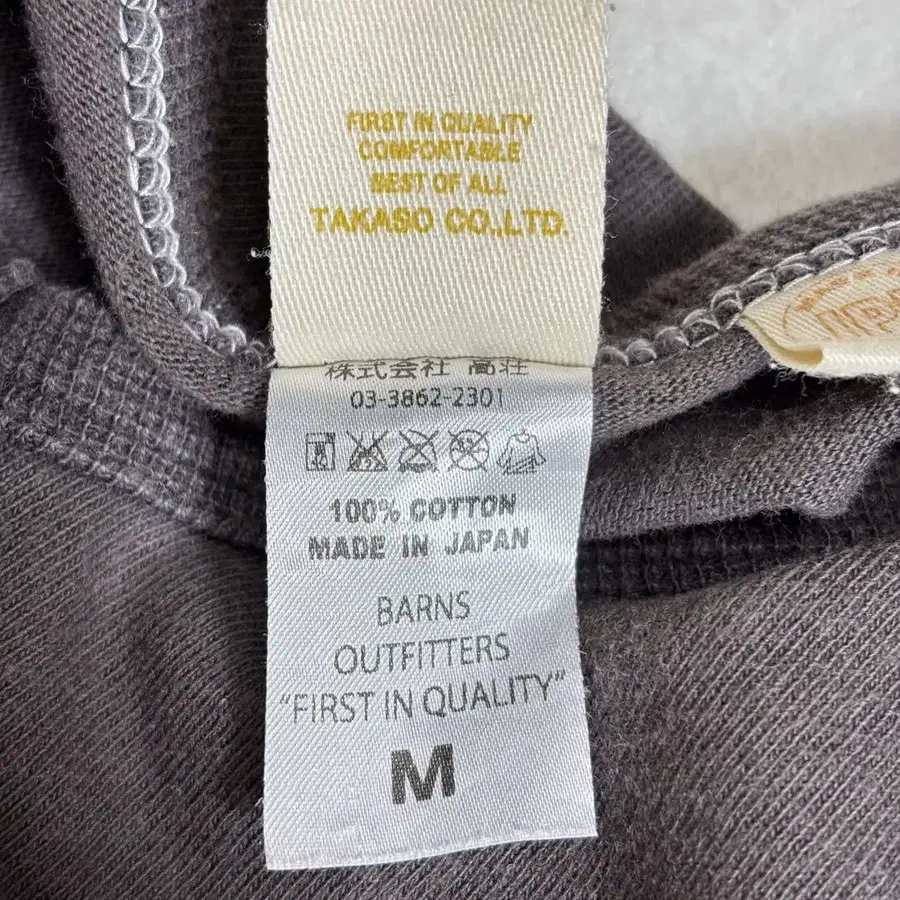 FIRST IN QUALITY
COMFORTABLE
BEST OF ALL
TAKASO CO.,LTD.
株式会社 高荘
03-3862-2301
100% COTTON
MADE IN JAPAN
BARNS
OUTFITTERS
"FIRST IN QUALITY"
M